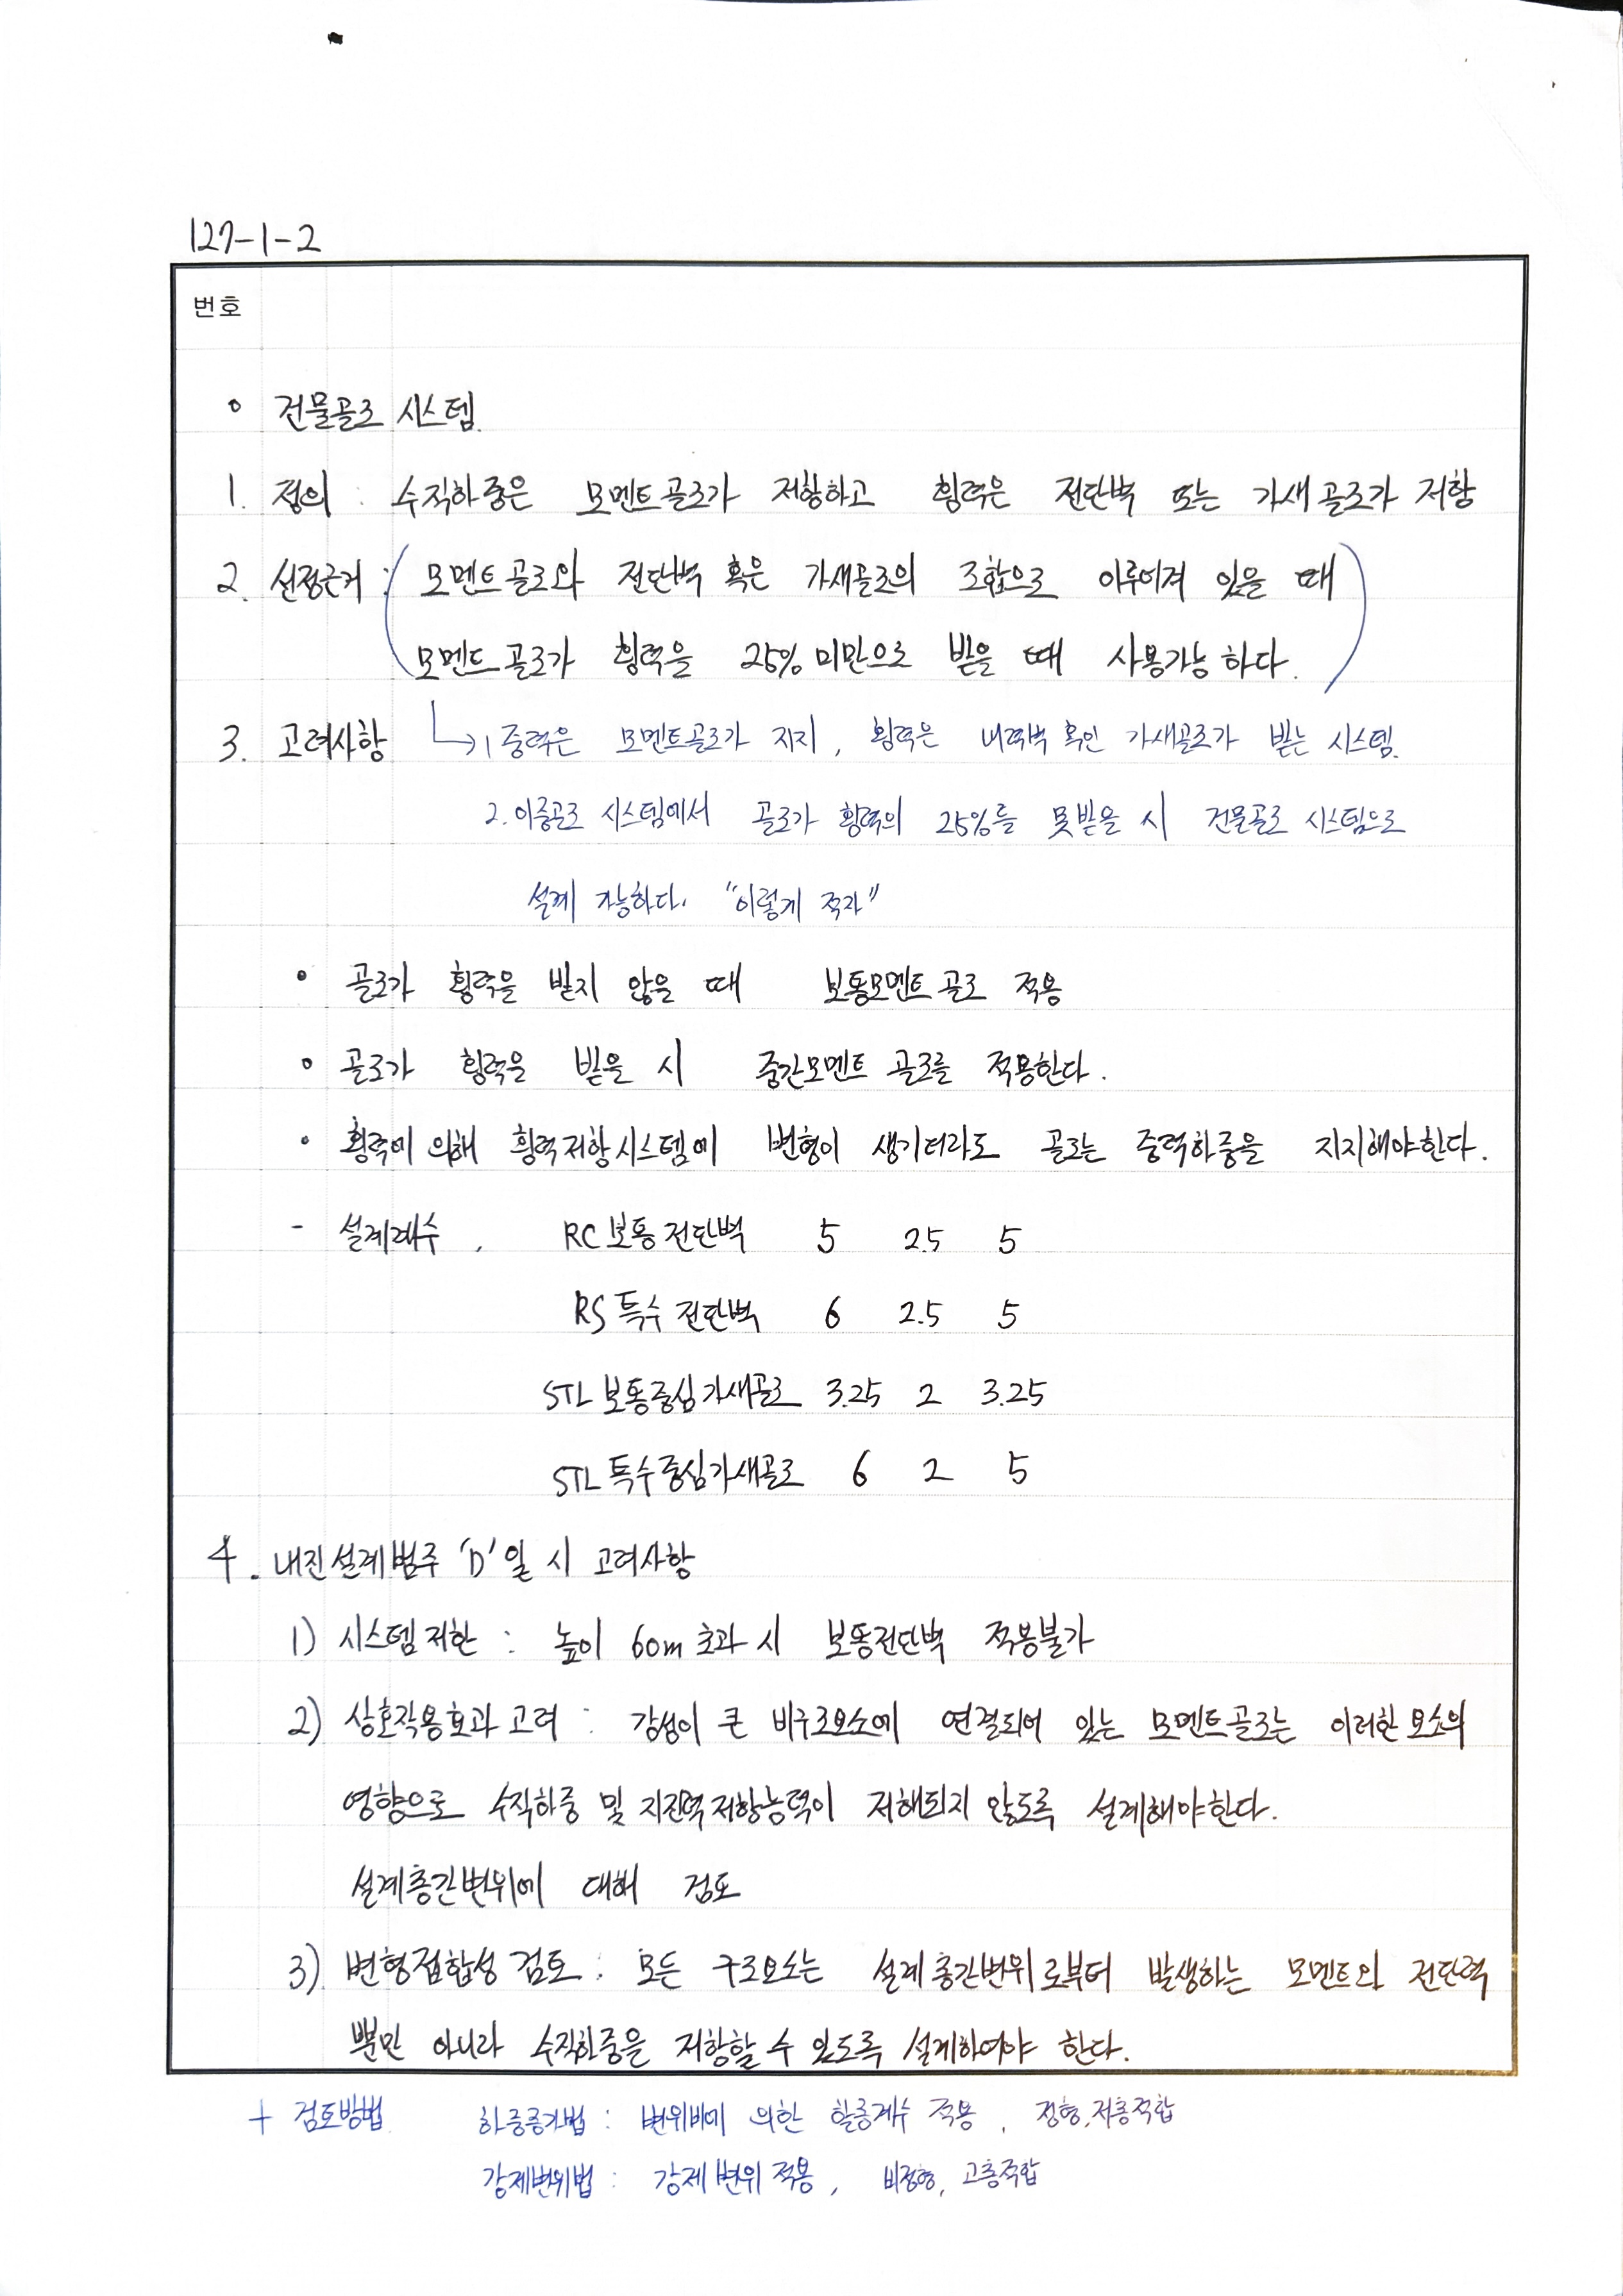 127-1-2
번호
• 건물골조 시스템.
1. 정의 : 수직하중은 모멘트골조가 저항하고 횡력은 전단벽 또는 가새골조가 저항
2. 선정근거 : (모멘트골조와 전단벽 혹은 가새골조의 조합으로 이루어져 있을 때
모멘트골조가 횡력을 25% 미만으로 받을 때 사용가능하다.)
3. 고려사항 ↳ 1. 중력은 모멘트골조가 지지, 횡력은 내력벽 혹인 가새골조가 받는 시스템.
2. 이중골조 시스템에서 골조가 횡력의 25%를 못받을 시 건물골조 시스템으로
설계 가능하다. "이렇게 적자"
• 골조가 횡력을 받지 않을 때 보통모멘트골조 적용
• 골조가 횡력을 받을 시 중간모멘트 골조를 적용한다.
• 횡력에 의해 횡력저항시스템에 변형이 생기더라도 골조는 중력하중을 지지해야한다.
- 설계계수, RC 보통 전단벽 5 2.5 5
RS 특수 전단벽 6 2.5 5
STL 보통중심가새골조 3.25 2 3.25
STL 특수중심가새골조 6 2 5
4. 내진설계범주 'D'일 시 고려사항
1) 시스템제한 : 높이 60m 초과 시 보통전단벽 적용불가
2) 상호작용효과 고려 : 강성이 큰 비구조요소에 연결되어 있는 모멘트골조는 이러한 요소의
영향으로 수직하중 및 지진력저항능력이 저해되지 않도록 설계해야한다.
설계층간변위에 대해 검토
3) 변형접합성 검토 : 모든 구조요소는 설계층간변위로부터 발생하는 모멘트와 전단력
뿐만 아니라 수직하중을 저항할 수 있도록 설계하여야 한다.
+ 검토방법 하중증가법 : 변위비에 의한 할증계수 적용, 정형, 저층적합
강제변위법 : 강제변위 적용, 비정형, 고층적합